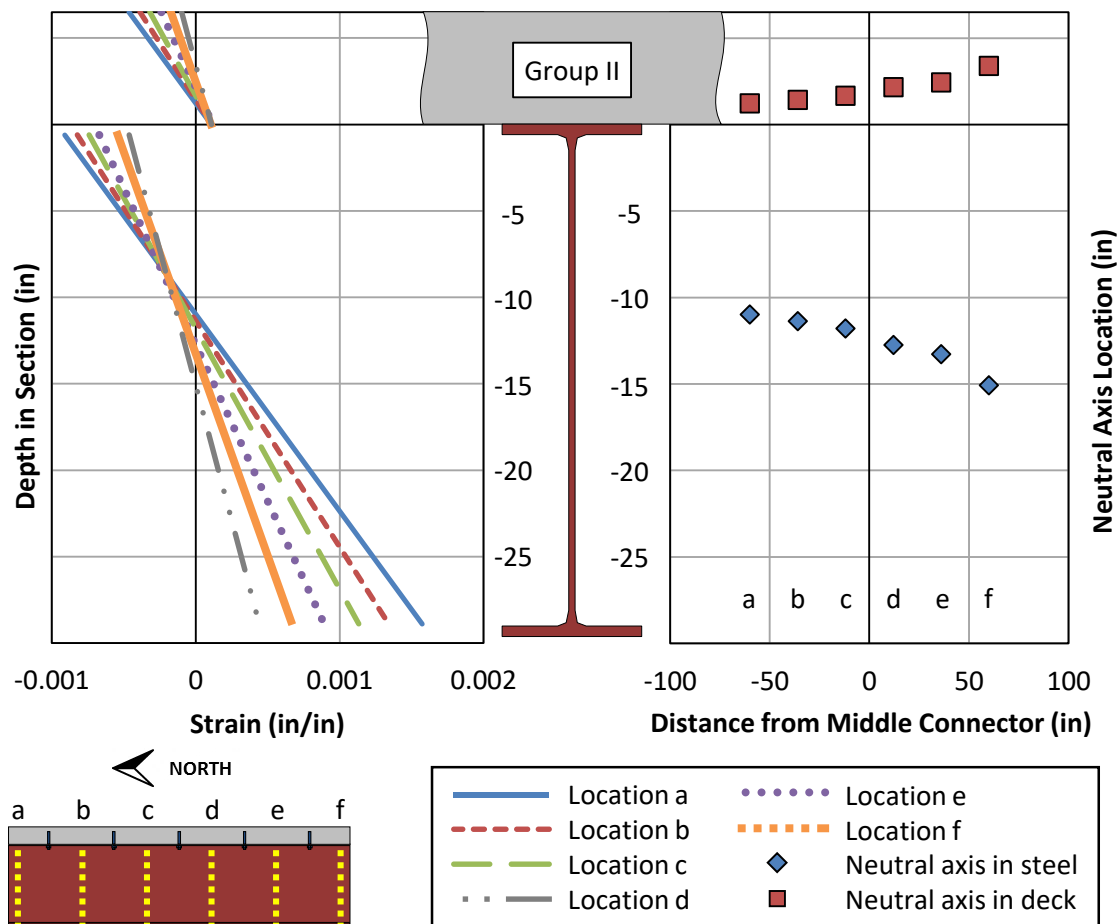 Group II
Depth in Section (in)
-5
-10
-15
-20
-25
-0.001 0 0.001 0.002
Strain (in/in)
-5
-10
-15
-20
-25
a b c d e f
-100 -50 0 50 100
Distance from Middle Connector (in)
Neutral Axis Location (in)
NORTH
a b c d e f
Location a
Location b
Location c
Location d
Location e
Location f
Neutral axis in steel
Neutral axis in deck